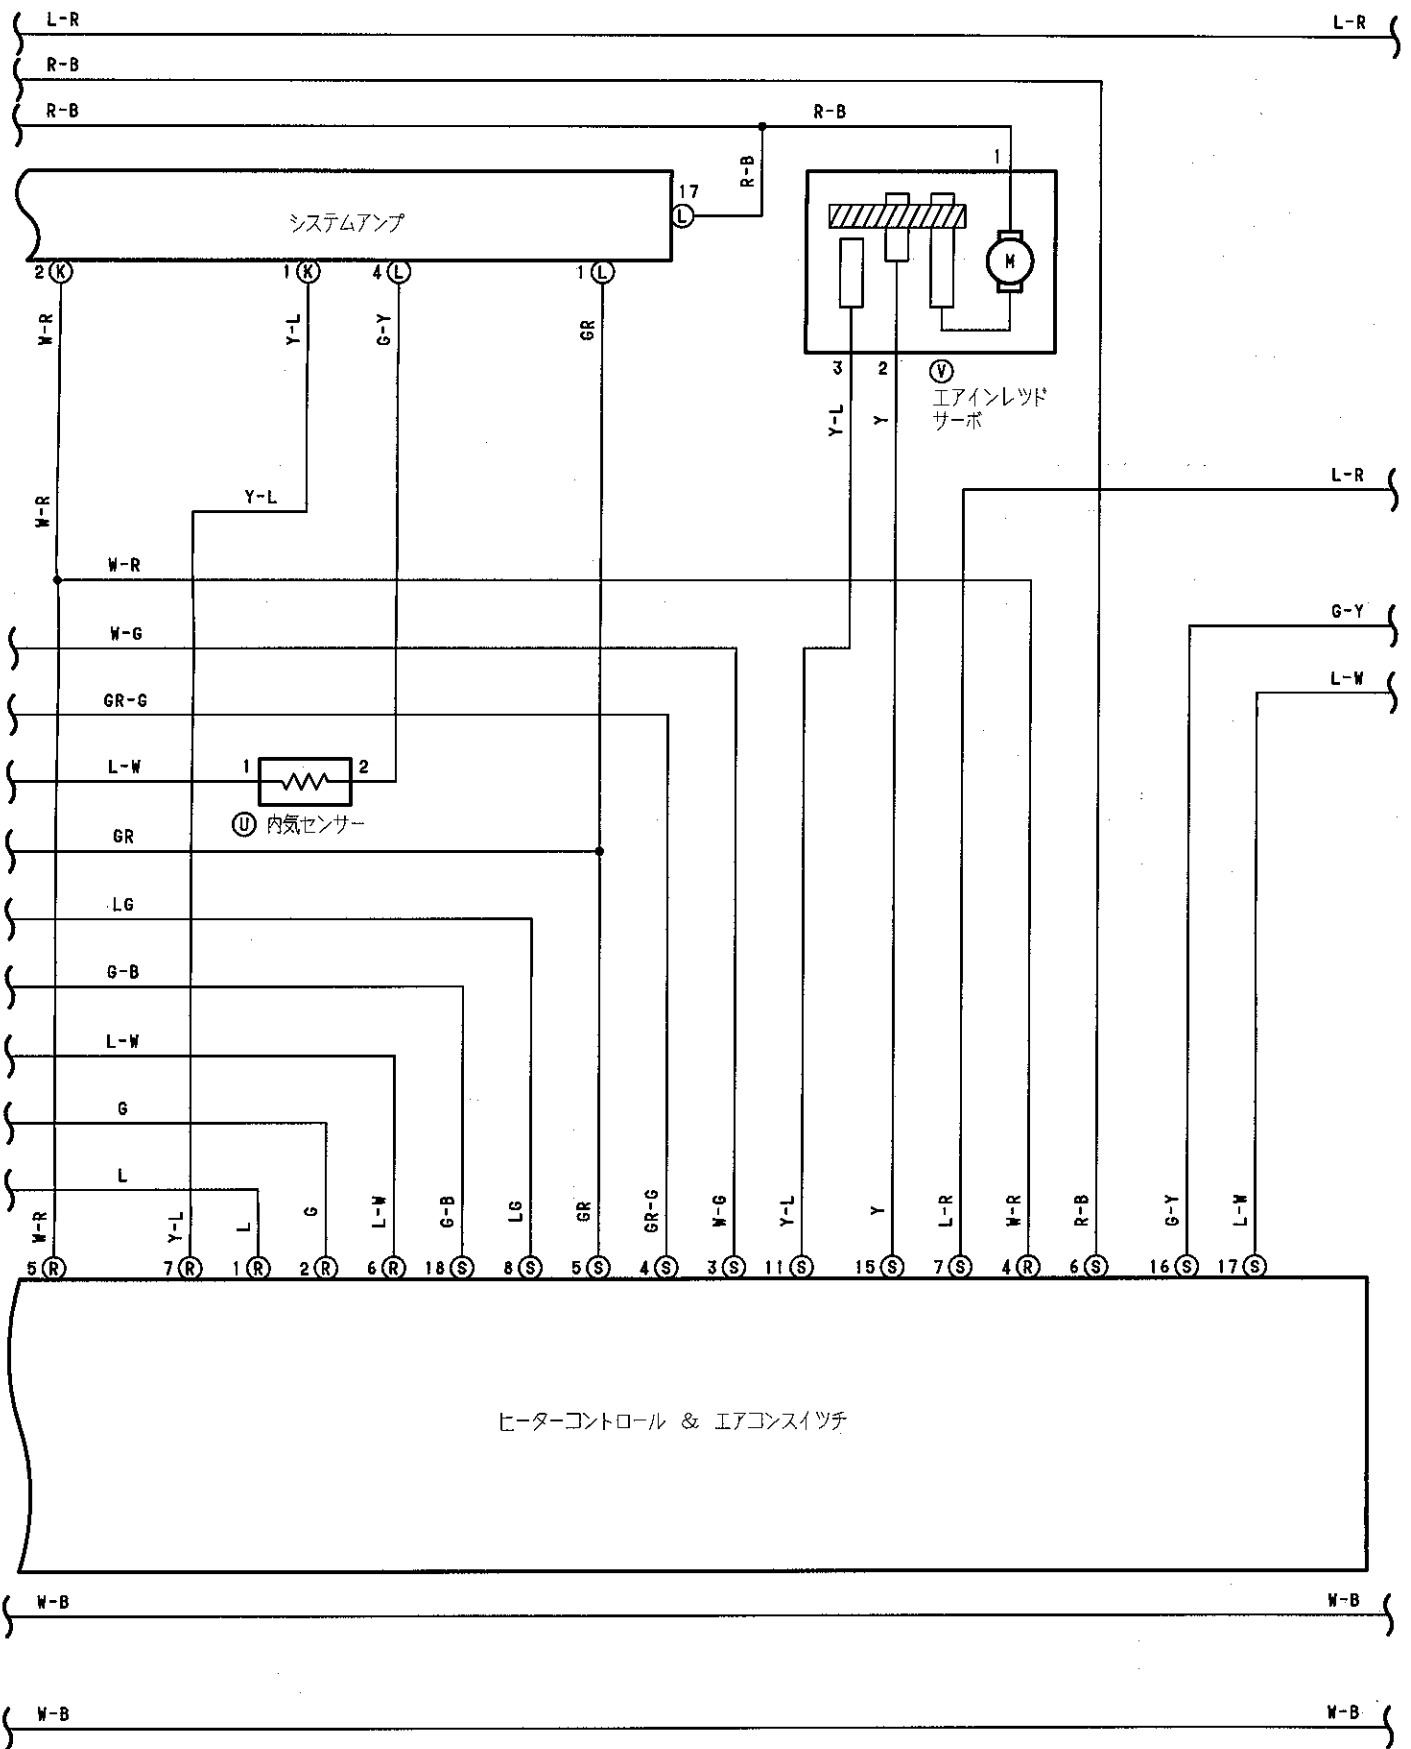 L-R L-R
R-B
R-B R-B
R-B
1
17
L
システムアンプ
M
2 K 1 K 4 L 1 L
W-R Y-L G-Y GR
3 2 V
エアインレツド
サーボ
Y-L Y
L-R
W-R Y-L
W-R
G-Y
W-G
L-W
GR-G
L-W 1 2
U 内気センサー
GR
LG
G-B
L-W
G
L
W-R Y-L L G L-W G-B LG GR GR-G W-G Y-L Y L-R W-R R-B G-Y L-W
5 R 7 R 1 R 2 R 6 R 18 S 8 S 5 S 4 S 3 S 11 S 15 S 7 S 4 R 6 S 16 S 17 S
ヒーターコントロール & エアコンスイツチ
W-B W-B
W-B W-B